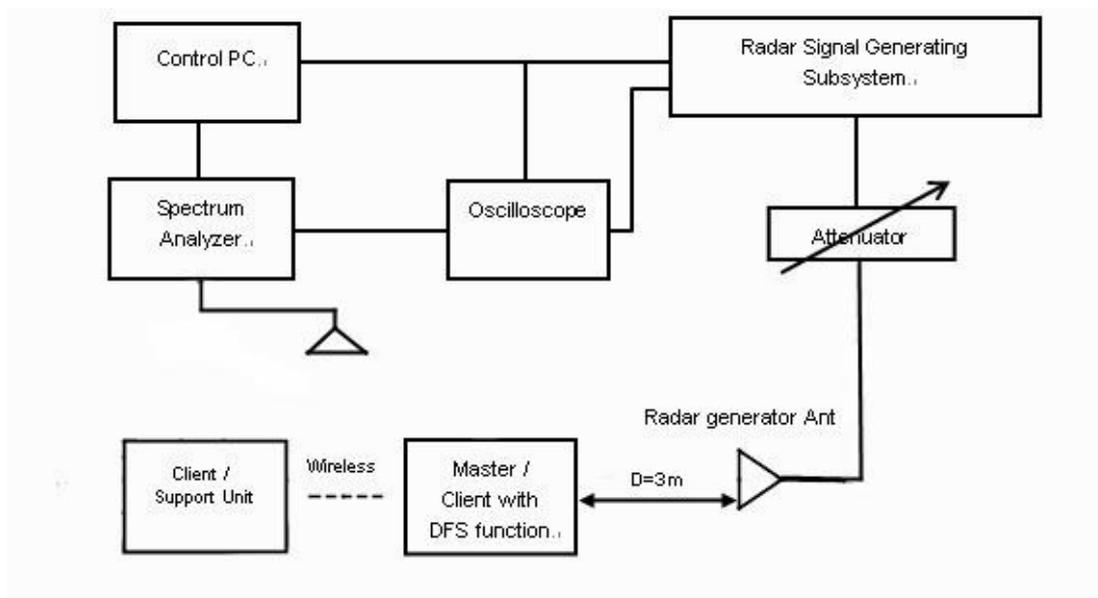 Control PC.
Radar Signal Generating
Subsystem.
Spectrum
Analyzer.
Oscilloscope
Attenuator
Radar generator Ant
Client /
Support Unit
Wireless
Master /
Client with
DFS function.
D=3m